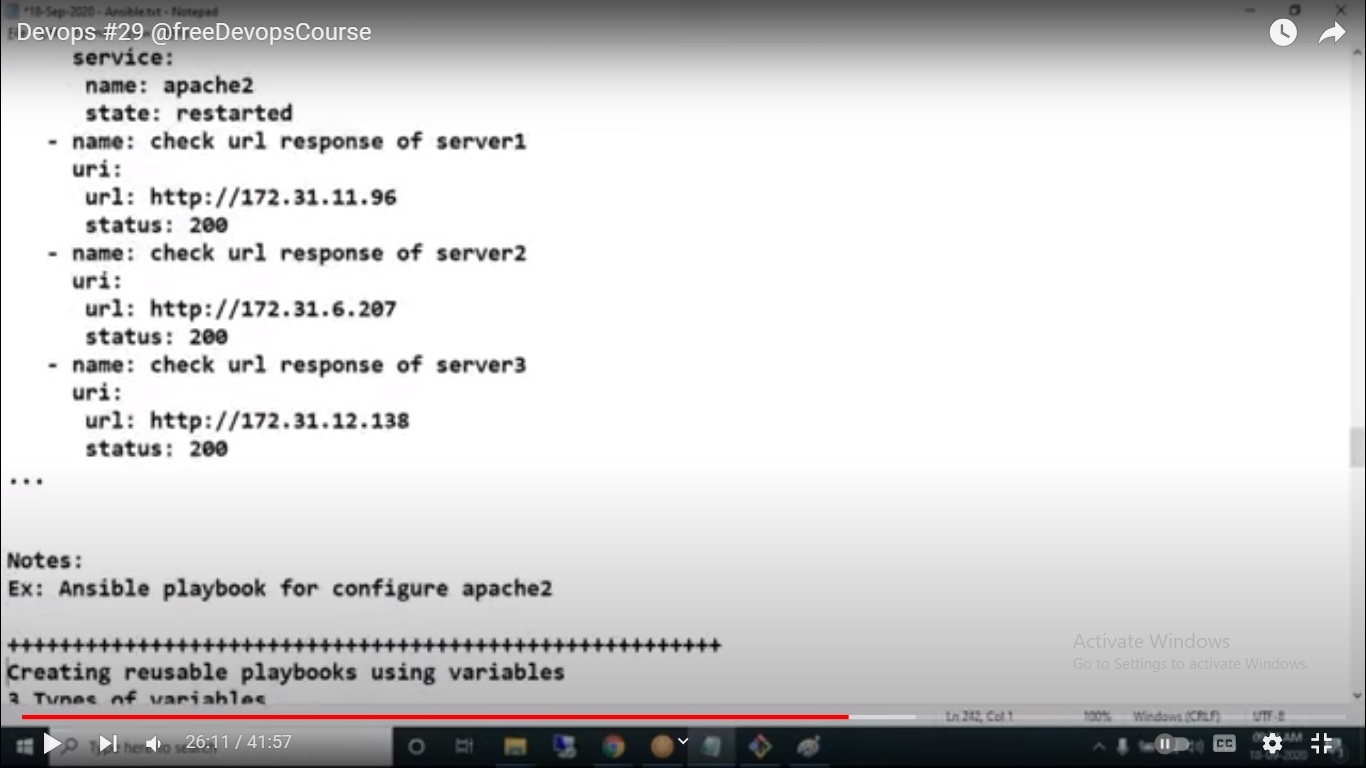 *18-Sep-2020 - Ansible.txt - Notepad
Devops #29 @freeDevopsCourse
service:
name: apache2
state: restarted
- name: check url response of server1
uri:
url: http://172.31.11.96
status: 200
- name: check url response of server2
uri:
url: http://172.31.6.207
status: 200
- name: check url response of server3
uri:
url: http://172.31.12.138
status: 200
...
Notes:
Ex: Ansible playbook for configure apache2
+++++++++++++++++++++++++++++++++++++++++++++++++++++++
Creating reusable playbooks using variables
3 Types of variables
Activate Windows
Go to Settings to activate Windows.
Ln 242, Col 1 100% Windows (CRLF) UTF-8
Type here to search
26:11 / 41:57
CC
18-09-2020